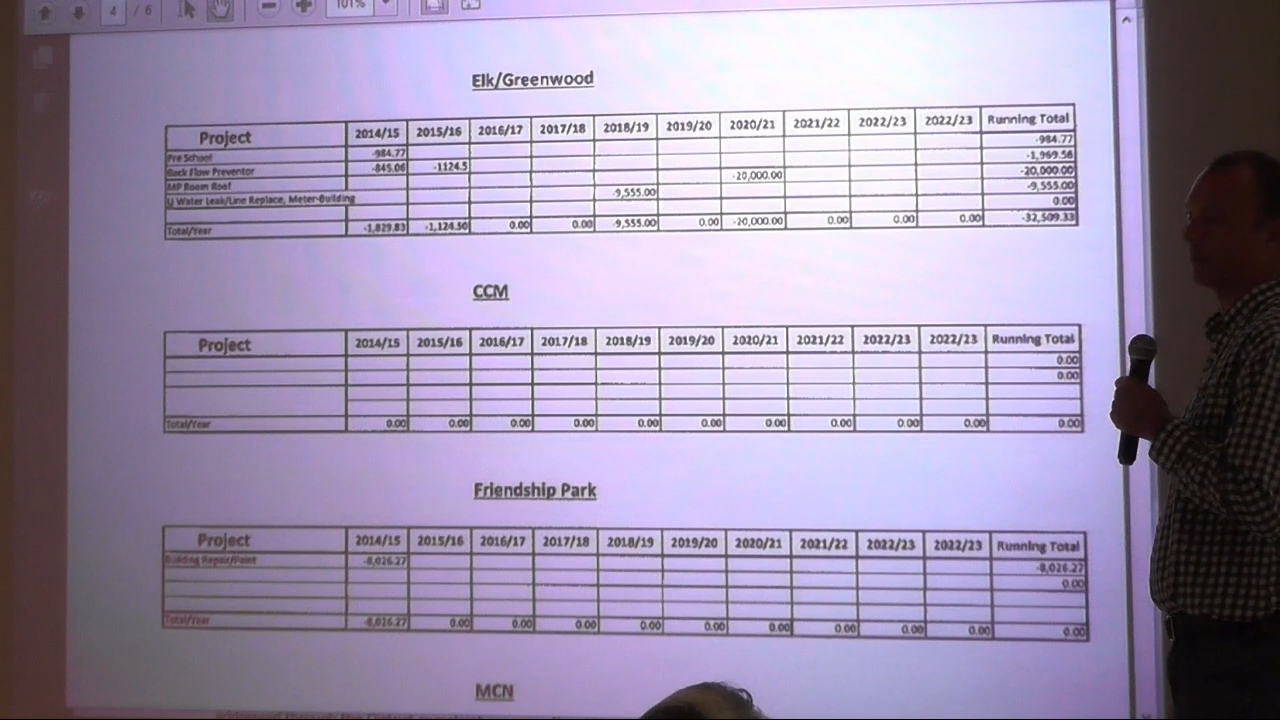 4 / 6
101%
Elk/Greenwood
Project 2014/15 2015/16 2016/17 2017/18 2018/19 2019/20 2020/21 2021/22 2022/23 2022/23 Running Total
Pre School -984.77 -984.77
Back Flow Preventor -845.06 -1124.5 -1,969.56
MP Room Roof -20,000.00 -20,000.00
U Water Leak/Line Replace, Meter-Building -9,555.00 -9,555.00
0.00
Total/Year -1,829.83 -1,124.50 0.00 0.00 -9,555.00 0.00 -20,000.00 0.00 0.00 0.00 -32,509.33
CCM
Project 2014/15 2015/16 2016/17 2017/18 2018/19 2019/20 2020/21 2021/22 2022/23 2022/23 Running Total
0.00
0.00
Total/Year 0.00 0.00 0.00 0.00 0.00 0.00 0.00 0.00 0.00 0.00 0.00
Friendship Park
Project 2014/15 2015/16 2016/17 2017/18 2018/19 2019/20 2020/21 2021/22 2022/23 2022/23 Running Total
Building Repair/Paint -8,026.27 -8,026.27
0.00
Total/Year -8,026.27 0.00 0.00 0.00 0.00 0.00 0.00 0.00 0.00 0.00 0.00
MCN